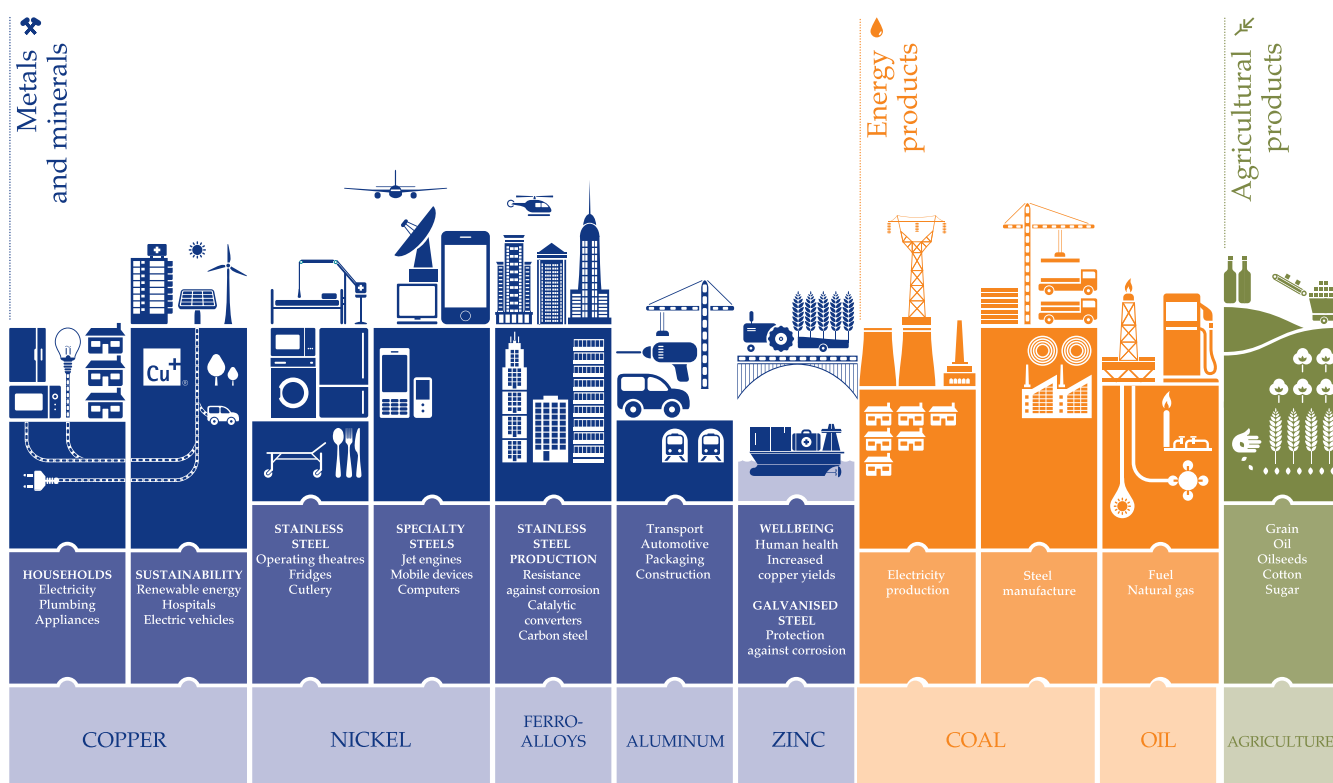 Metals
and minerals
Energy
products
Agricultural
products
Cu+
®
HOUSEHOLDS
Electricity
Plumbing
Appliances
SUSTAINABILITY
Renewable energy
Hospitals
Electric vehicles
STAINLESS
STEEL
Operating theatres
Fridges
Cutlery
SPECIALTY
STEELS
Jet engines
Mobile devices
Computers
STAINLESS
STEEL
PRODUCTION
Resistance
against corrosion
Catalytic
converters
Carbon steel
Transport
Automotive
Packaging
Construction
WELLBEING
Human health
Increased
copper yields
GALVANISED
STEEL
Protection
against corrosion
Electricity
production
Steel
manufacture
Fuel
Natural gas
Grain
Oil
Oilseeds
Cotton
Sugar
COPPER
NICKEL
FERRO-
ALLOYS
ALUMINUM
ZINC
COAL
OIL
AGRICULTURE